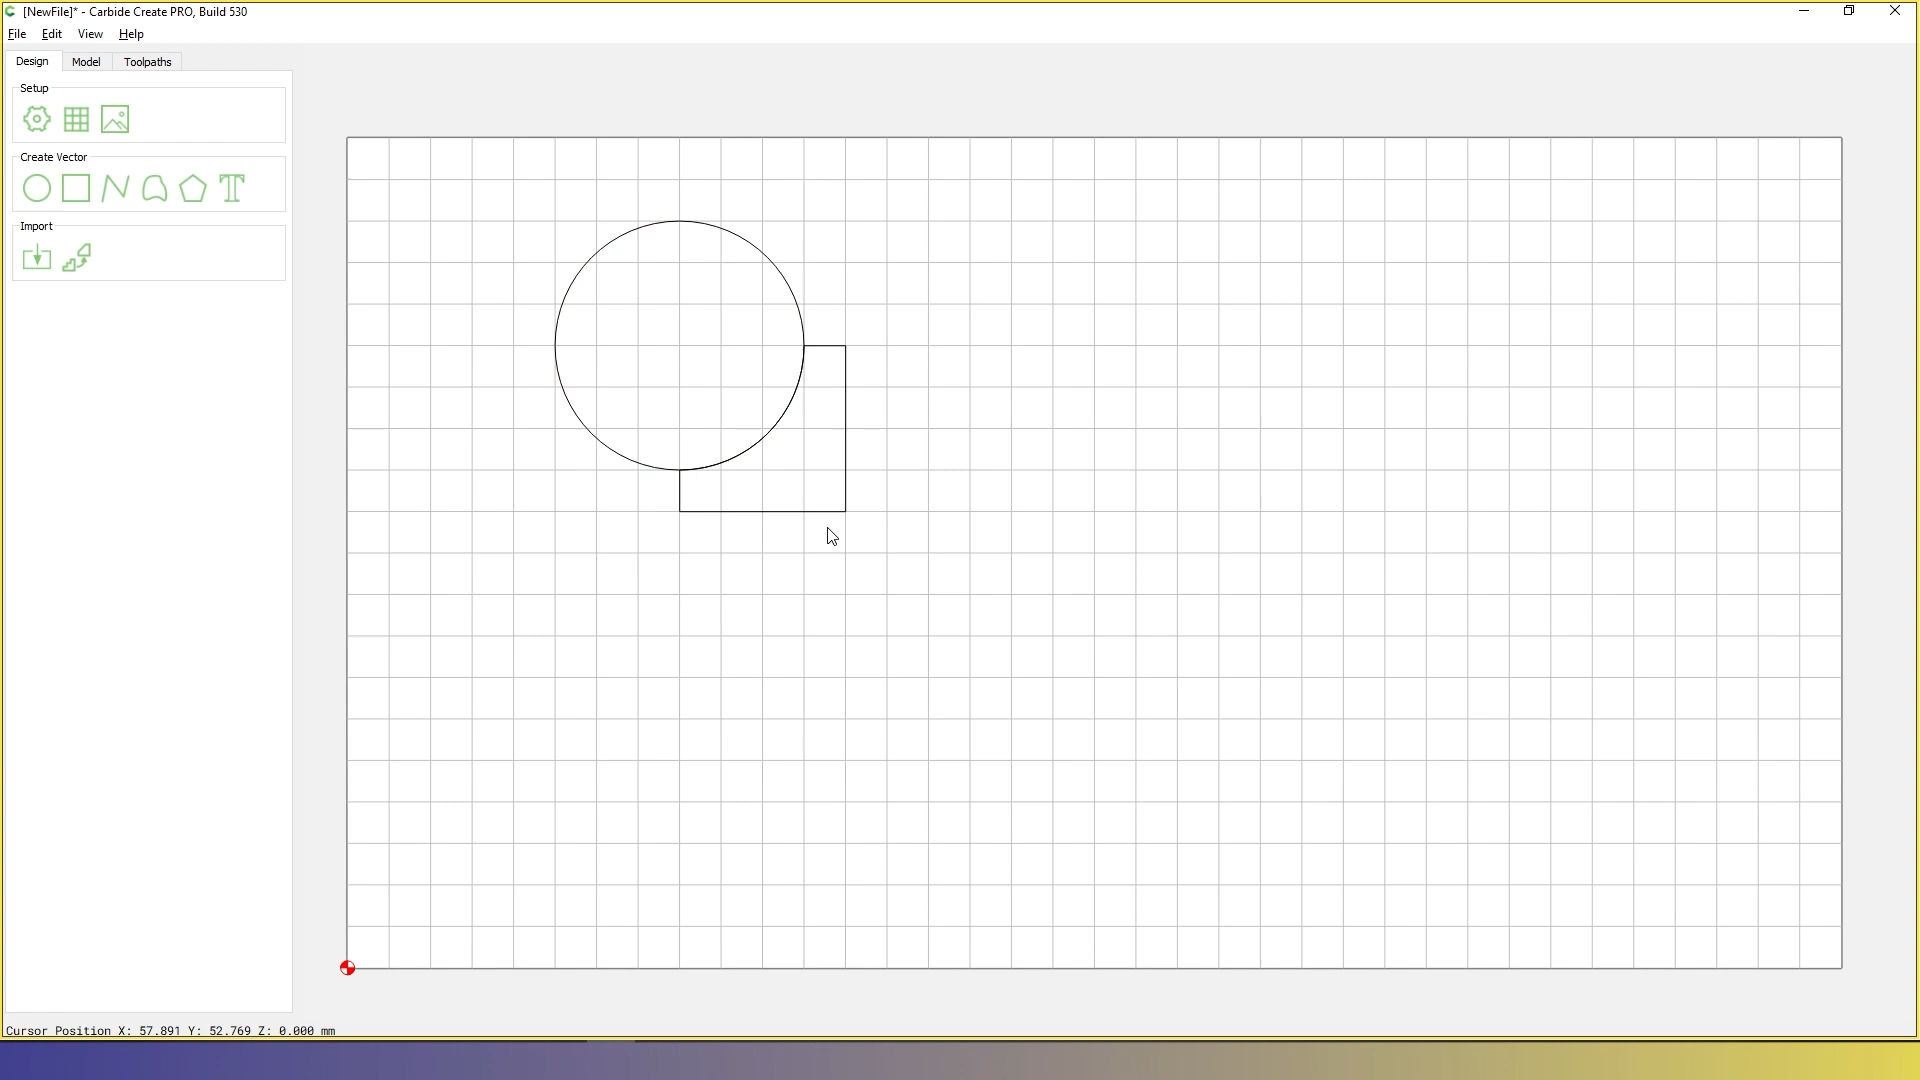 [NewFile]* - Carbide Create PRO, Build 530
File Edit View Help
Design Model Toolpaths
Setup
Create Vector
Import
Cursor Position X: 57.891 Y: 52.769 Z: 0.000 mm